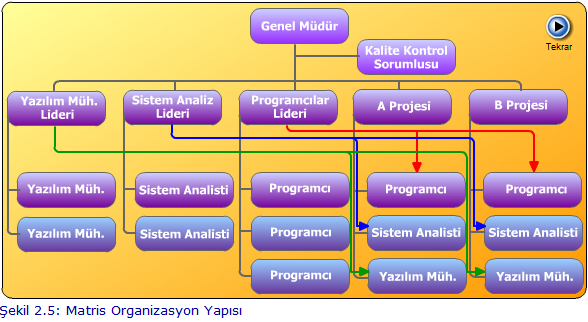 Genel Müdür
Kalite Kontrol
Sorumlusu
Tekrar
Yazılım Müh.
Lideri
Sistem Analiz
Lideri
Programcılar
Lideri
A Projesi
B Projesi
Yazılım Müh.
Sistem Analisti
Programcı
Programcı
Programcı
Yazılım Müh.
Sistem Analisti
Programcı
Sistem Analisti
Sistem Analisti
Programcı
Yazılım Müh.
Yazılım Müh.
Şekil 2.5: Matris Organizasyon Yapısı